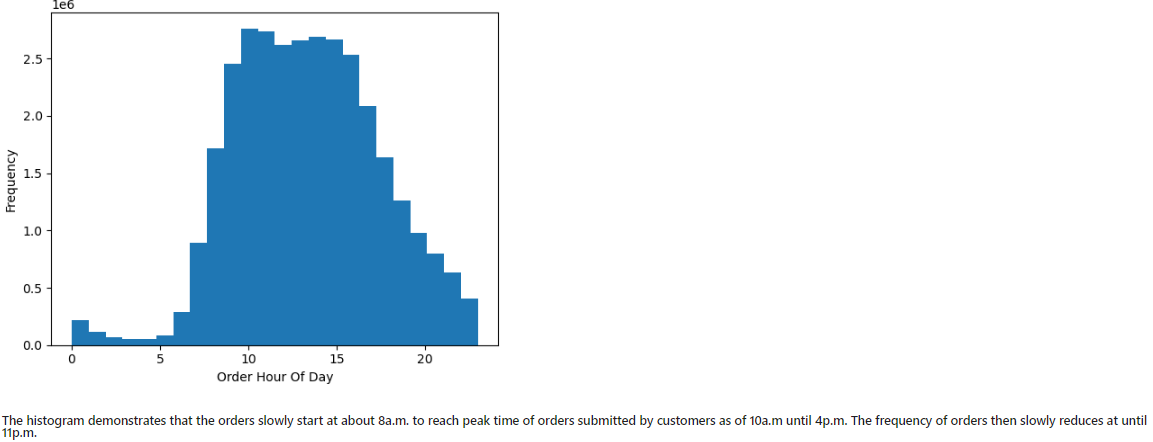 1e6
2.5
2.0
1.5
1.0
0.5
0.0
Frequency
0 5 10 15 20
Order Hour Of Day
The histogram demonstrates that the orders slowly start at about 8a.m. to reach peak time of orders submitted by customers as of 10a.m until 4p.m. The frequency of orders then slowly reduces at until
11p.m.